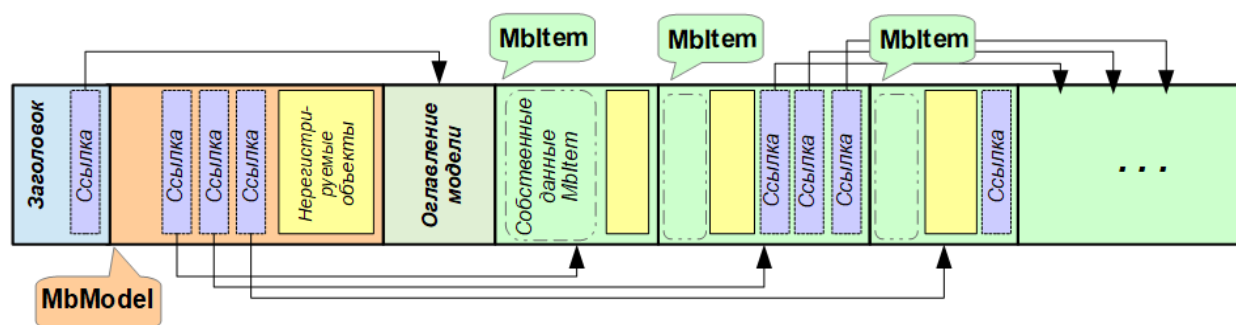 MbItem
MbItem
MbItem
Заголовок
Ссылка
Ссылка
Ссылка
Ссылка
Нерегистри-
руемые
объекты
Оглавление
модели
Собственные
данные
MbItem
Ссылка
Ссылка
Ссылка
Ссылка
. . .
MbModel